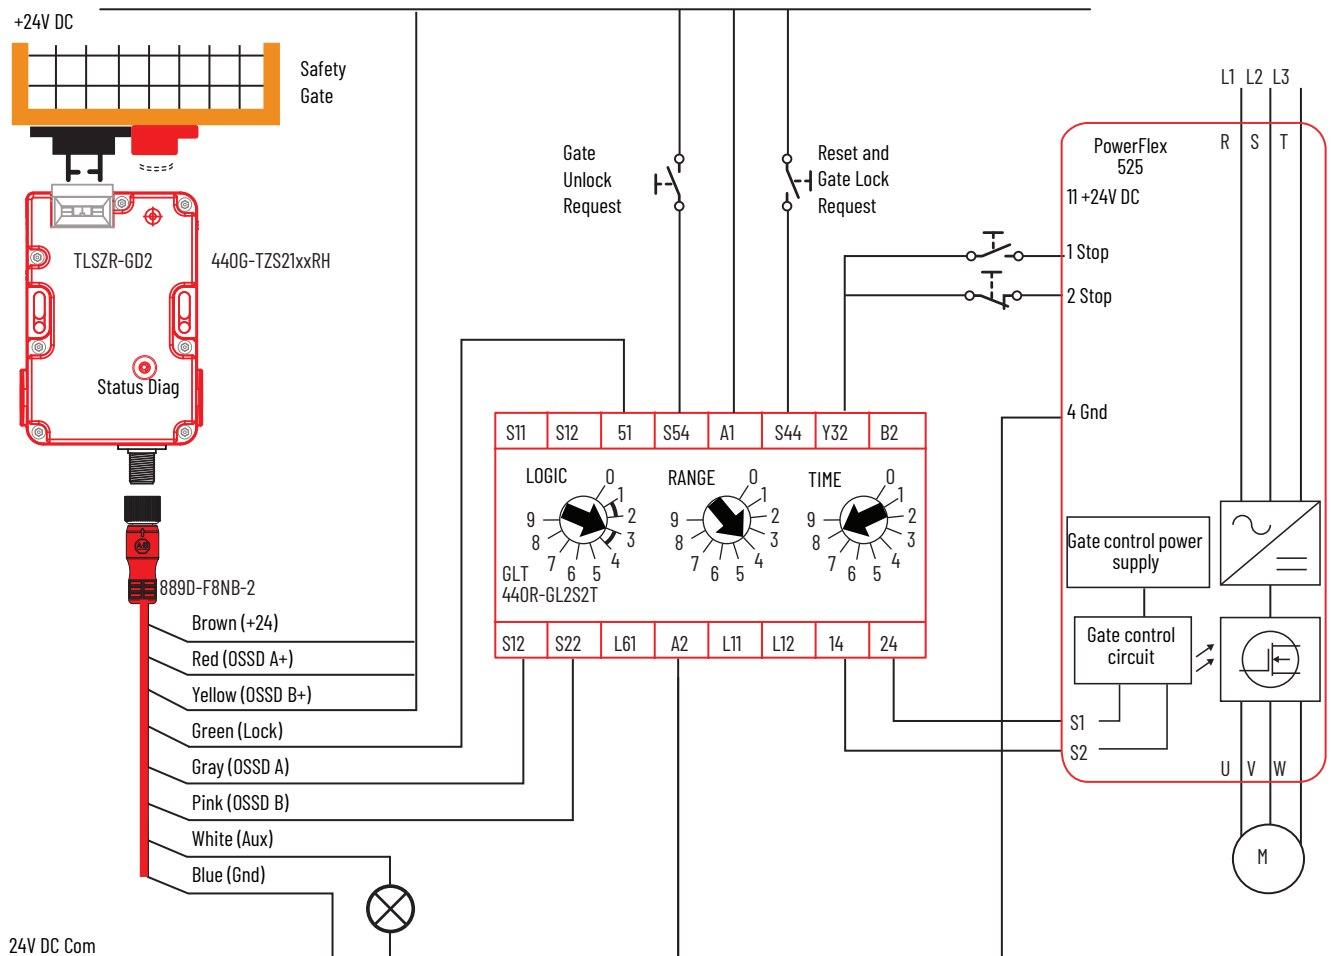 +24V DC
Safety
Gate
L1 L2 L3
R S T
PowerFlex
525
11 +24V DC
Gate
Unlock
Request
Reset and
Gate Lock
Request
1 Stop
2 Stop
TLSZR-GD2
440G-TZS21xxRH
Status Diag
4 Gnd
S11 S12 51 S54 A1 S44 Y32 B2
LOGIC
0 1 2 3 4 5 6 7 8 9
RANGE
0 1 2 3 4 5 6 7 8 9
TIME
0 1 2 3 4 5 6 7 8 9
GLT
440R-GL2S2T
S12 S22 L61 A2 L11 L12 14 24
Gate control power
supply
Gate control
circuit
S1
S2
U V W
M
AB
889D-F8NB-2
Brown (+24)
Red (OSSD A+)
Yellow (OSSD B+)
Green (Lock)
Gray (OSSD A)
Pink (OSSD B)
White (Aux)
Blue (Gnd)
24V DC Com